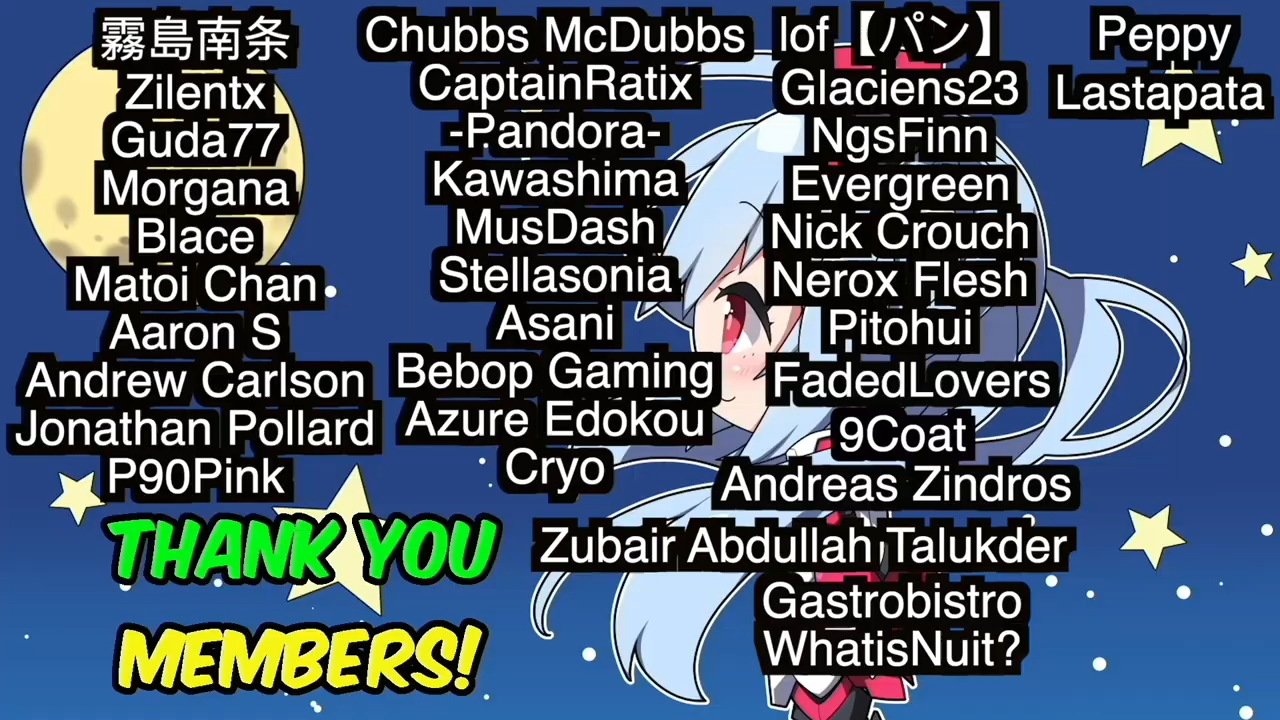 霧島南条
Zilentx
Guda77
Morgana
Blace
Matoi Chan
Aaron S
Andrew Carlson
Jonathan Pollard
P90Pink
Chubbs McDubbs
CaptainRatix
-Pandora-
Kawashima
MusDash
Stellasonia
Asani
Bebop Gaming
Azure Edokou
Cryo
lof【パン】
Glaciens23
NgsFinn
Evergreen
Nick Crouch
Nerox Flesh
Pitohui
FadedLovers
9Coat
Andreas Zindros
Zubair Abdullah Talukder
Gastrobistro
WhatisNuit?
Peppy
Lastapata
THANK YOU
MEMBERS!